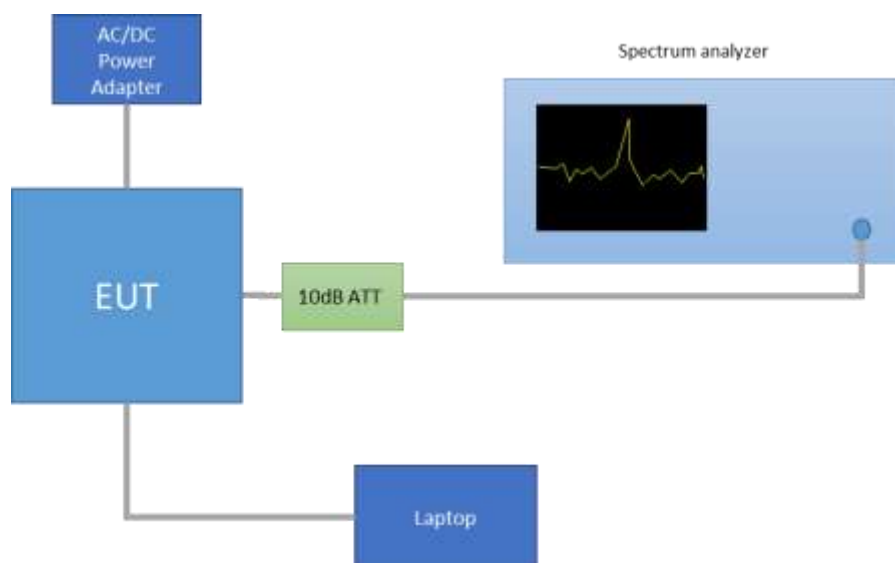 AC/DC
Power
Adapter
Spectrum analyzer
EUT
10dB ATT
Laptop